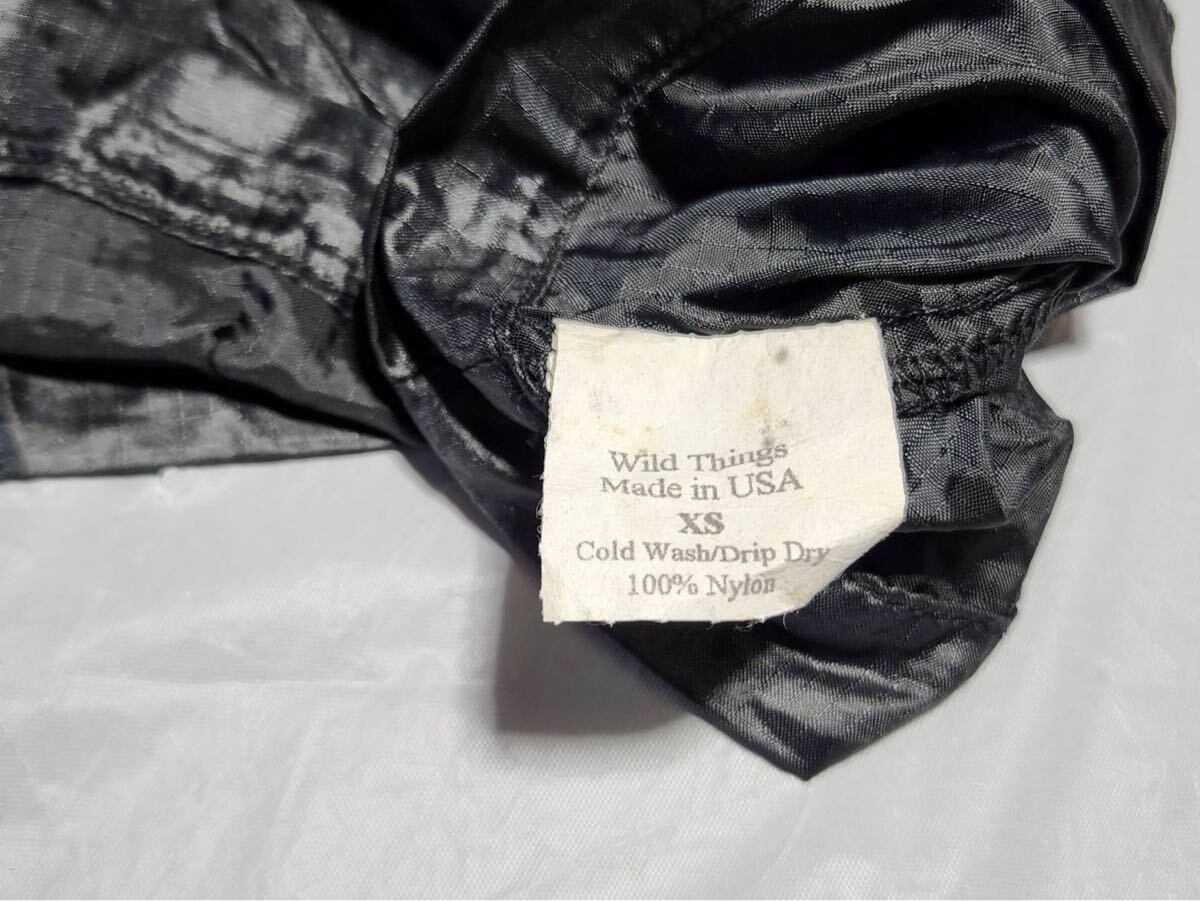 Wild Things
Made in USA
XS
Cold Wash/Drip Dry
100% Nylon